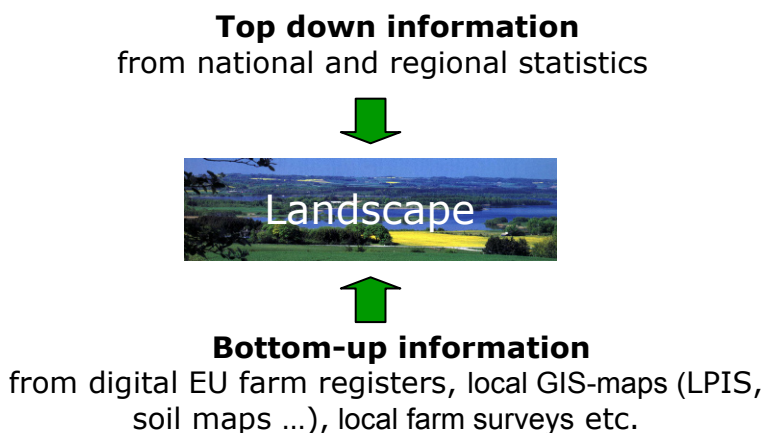 Top down information
from national and regional statistics
Landscape
Bottom-up information
from digital EU farm registers, local GIS-maps (LPIS,
soil maps ...), local farm surveys etc.